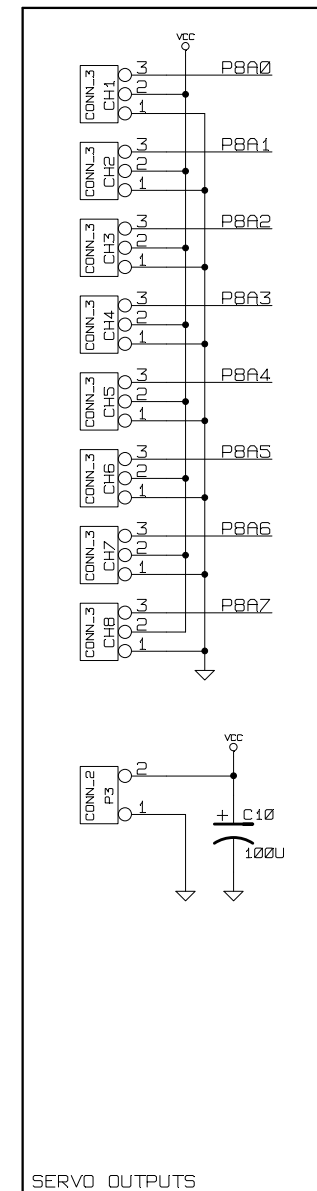 VCC
CONN_3 CH1 3 2 1 P8A0
CONN_3 CH2 3 2 1 P8A1
CONN_3 CH3 3 2 1 P8A2
CONN_3 CH4 3 2 1 P8A3
CONN_3 CH5 3 2 1 P8A4
CONN_3 CH6 3 2 1 P8A5
CONN_3 CH7 3 2 1 P8A6
CONN_3 CH8 3 2 1 P8A7
VCC
CONN_2 P3 2 1
+ C10
100U
SERVO OUTPUTS